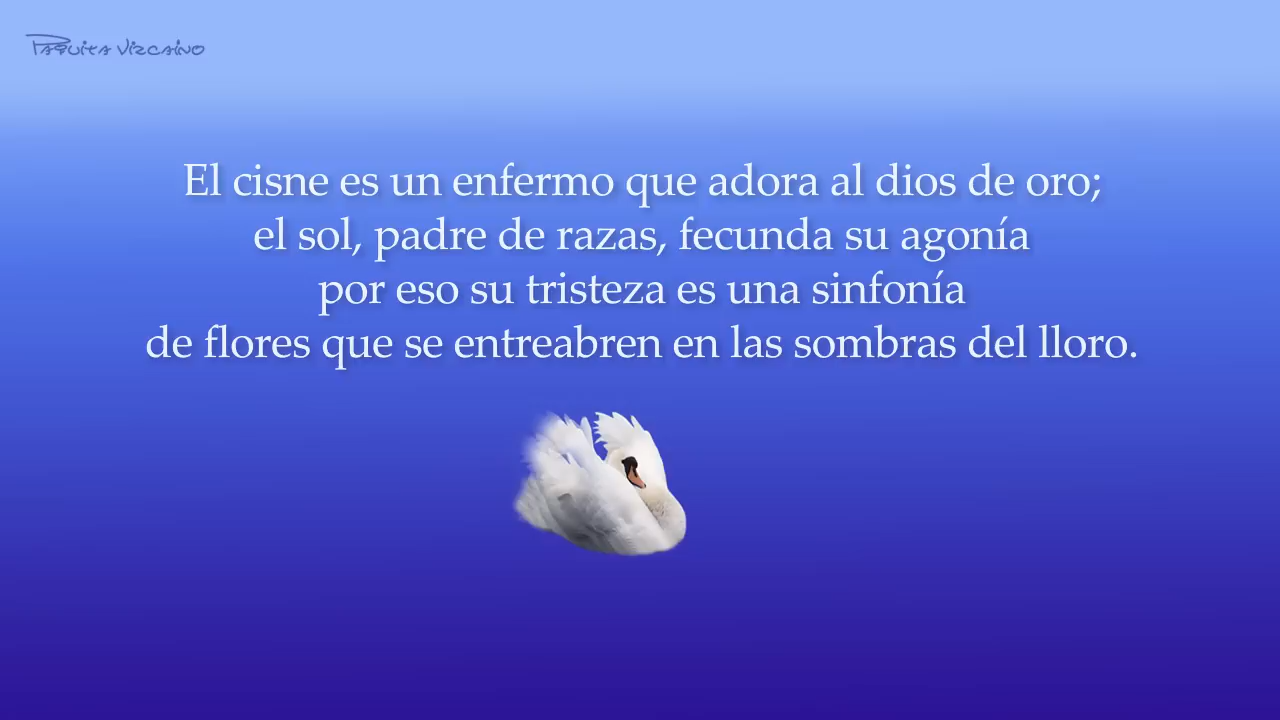 Paquita Vizcaino
El cisne es un enfermo que adora al dios de oro;
el sol, padre de razas, fecunda su agonía
por eso su tristeza es una sinfonía
de flores que se entreabren en las sombras del lloro.